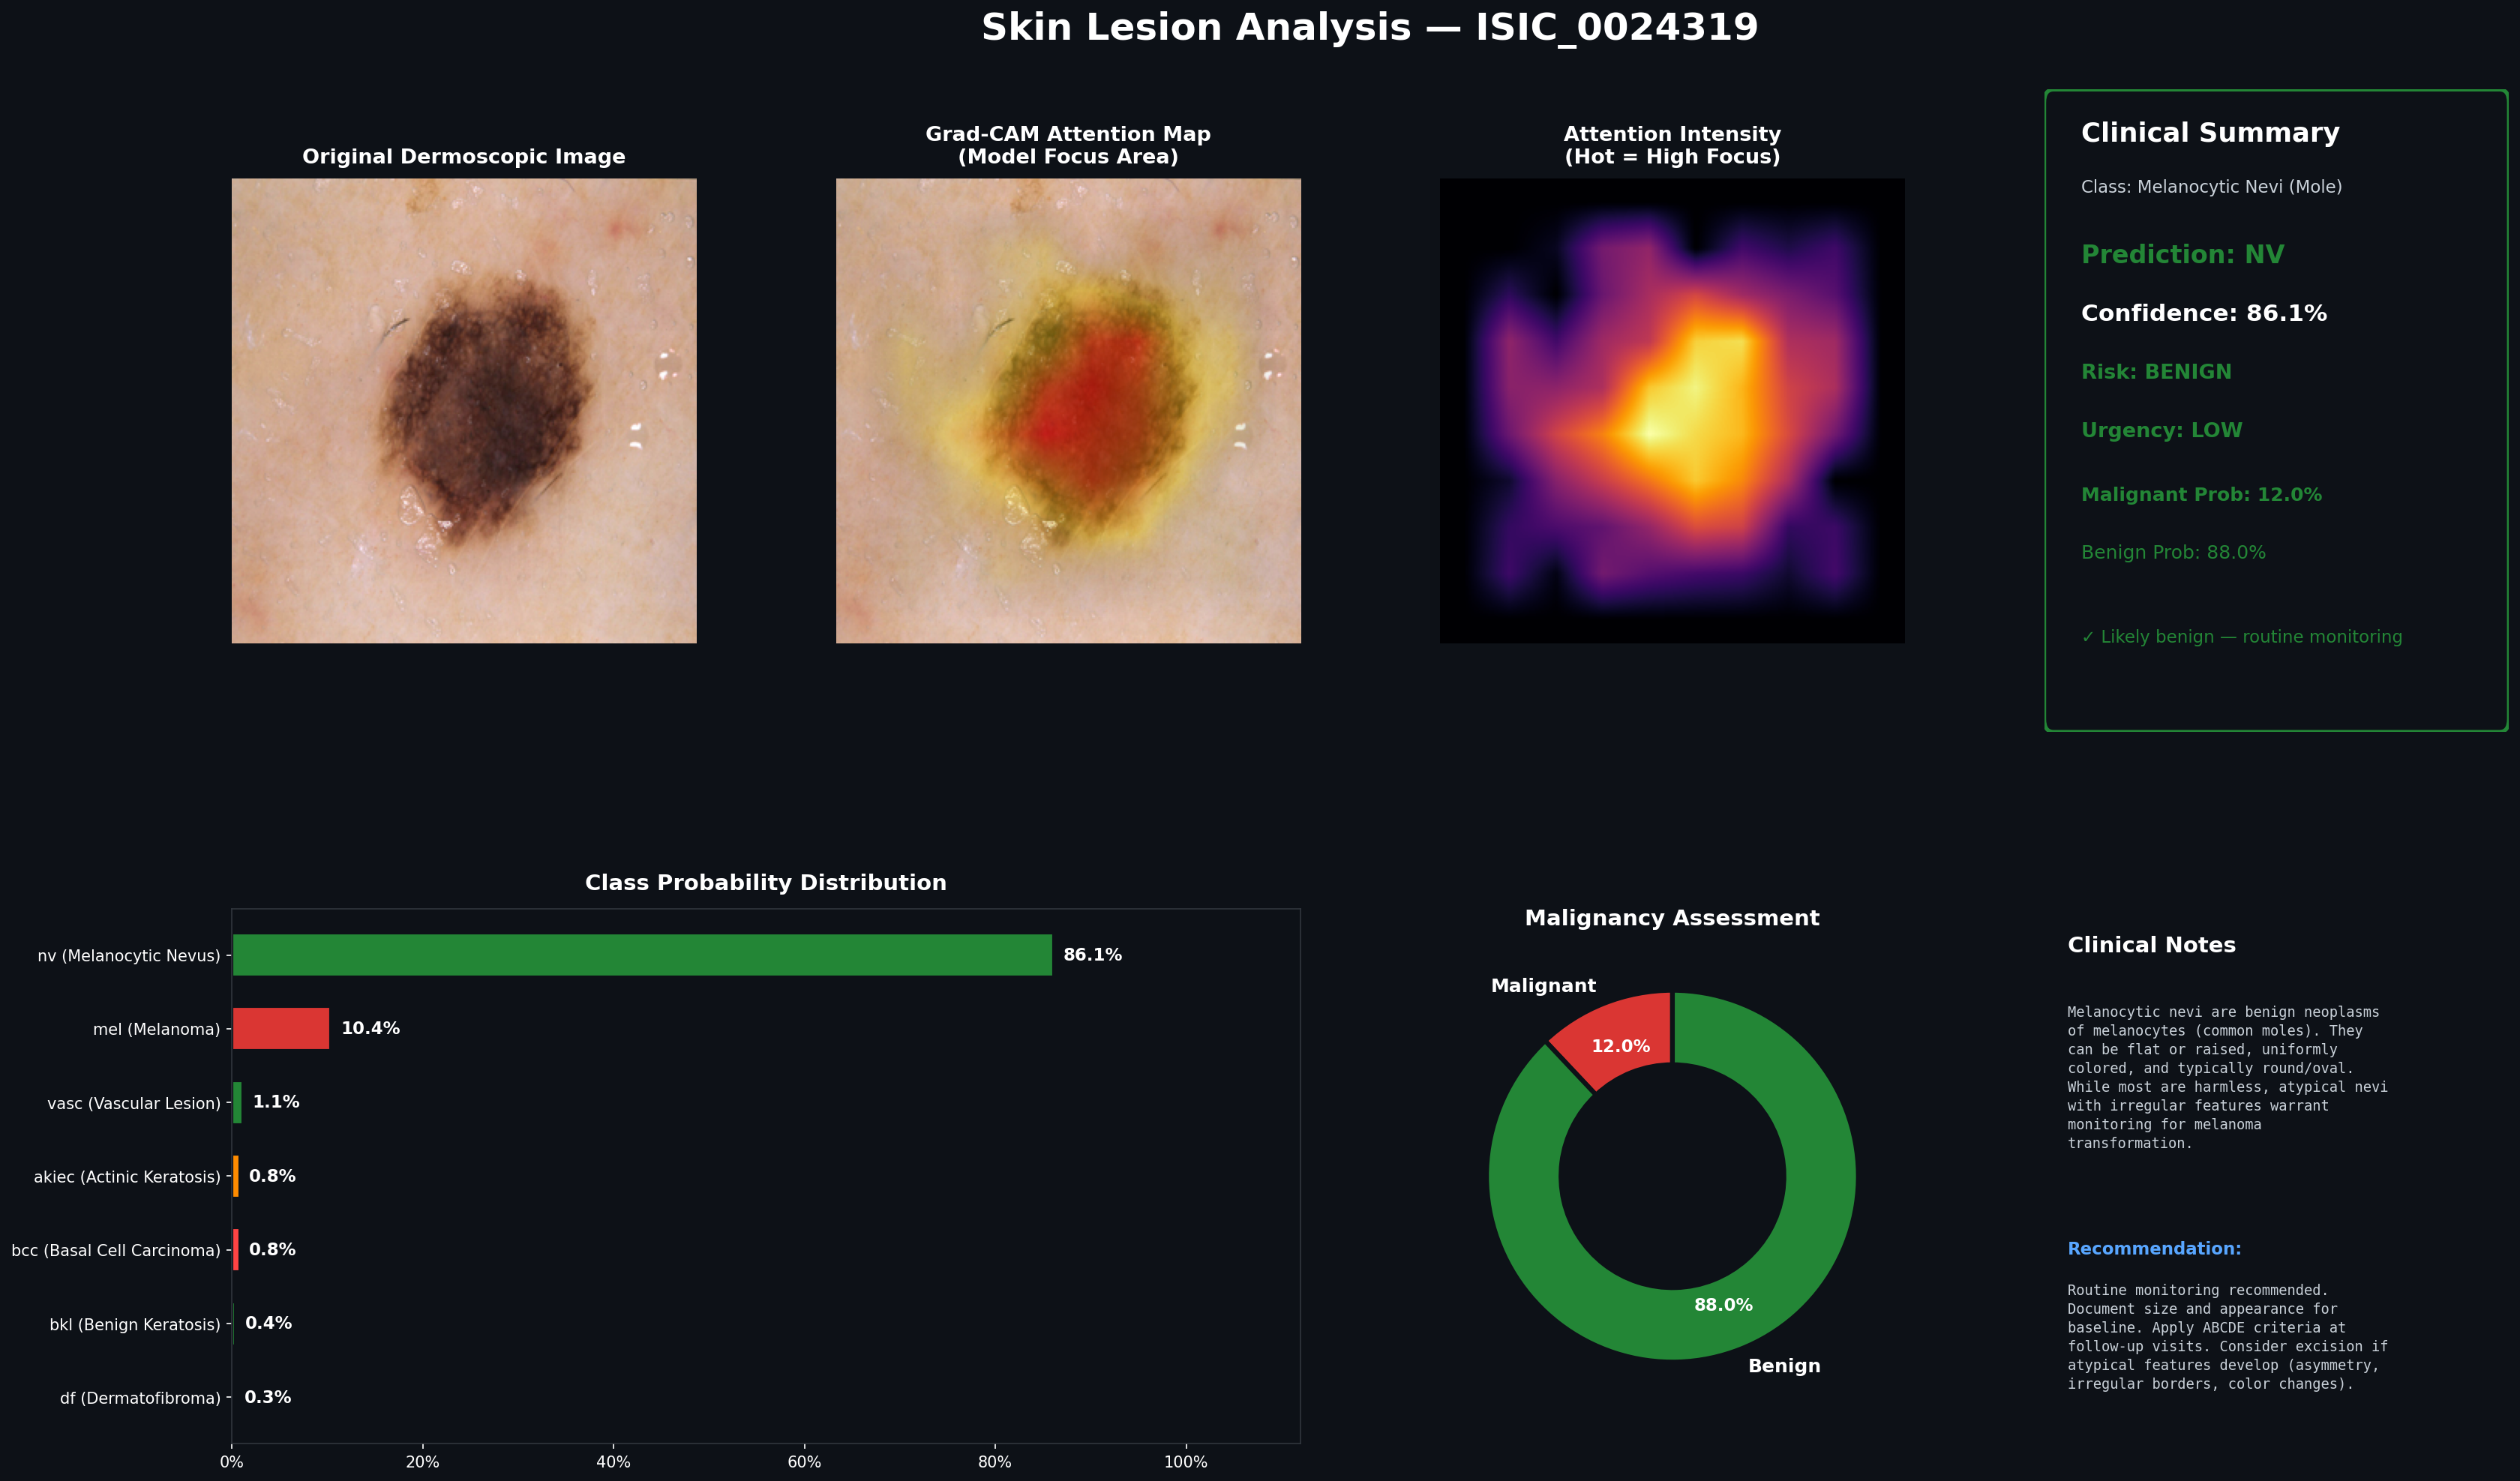 Skin Lesion Analysis — ISIC_0024319
Original Dermoscopic Image
Grad-CAM Attention Map
(Model Focus Area)
Attention Intensity
(Hot = High Focus)
Clinical Summary
Class: Melanocytic Nevi (Mole)
Prediction: NV
Confidence: 86.1%
Risk: BENIGN
Urgency: LOW
Malignant Prob: 12.0%
Benign Prob: 88.0%
✓ Likely benign — routine monitoring
Class Probability Distribution
nv (Melanocytic Nevus) 86.1%
mel (Melanoma) 10.4%
vasc (Vascular Lesion) 1.1%
akiec (Actinic Keratosis) 0.8%
bcc (Basal Cell Carcinoma) 0.8%
bkl (Benign Keratosis) 0.4%
df (Dermatofibroma) 0.3%
0% 20% 40% 60% 80% 100%
Malignancy Assessment
Malignant
12.0%
88.0%
Benign
Clinical Notes
Melanocytic nevi are benign neoplasms
of melanocytes (common moles). They
can be flat or raised, uniformly
colored, and typically round/oval.
While most are harmless, atypical nevi
with irregular features warrant
monitoring for melanoma
transformation.
Recommendation:
Routine monitoring recommended.
Document size and appearance for
baseline. Apply ABCDE criteria at
follow-up visits. Consider excision if
atypical features develop (asymmetry,
irregular borders, color changes).